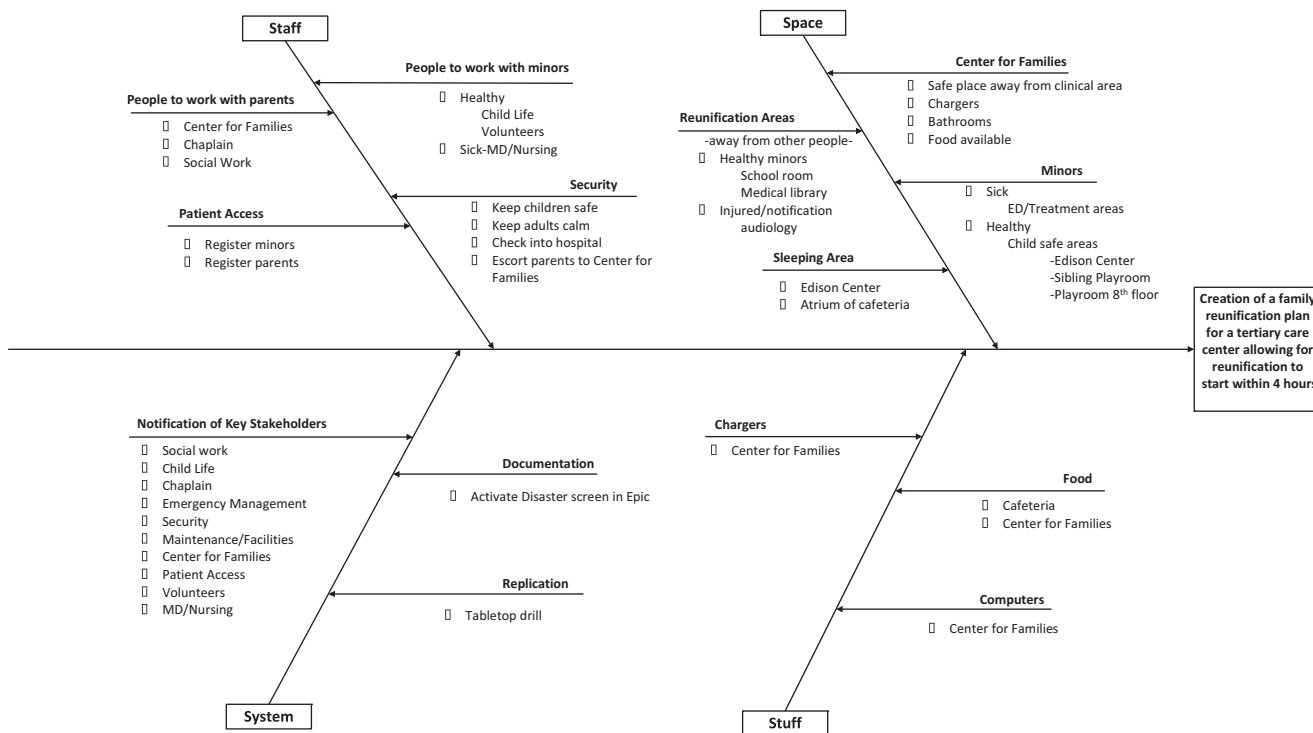 Staff
People to work with minors
Healthy
Child Life
Volunteers
Sick-MD/Nursing
People to work with parents
Center for Families
Chaplain
Social Work
Security
Keep children safe
Keep adults calm
Check into hospital
Escort parents to Center for
Families
Patient Access
Register minors
Register parents
Space
Center for Families
Safe place away from clinical area
Chargers
Bathrooms
Food available
Reunification Areas
-away from other people-
Healthy minors
School room
Medical library
Injured/notification
audiology
Minors
Sick
ED/Treatment areas
Healthy
Child safe areas
-Edison Center
-Sibling Playroom
-Playroom 8th floor
Sleeping Area
Edison Center
Atrium of cafeteria
Creation of a family
reunification plan
for a tertiary care
center allowing for
reunification to
start within 4 hours
Notification of Key Stakeholders
Social work
Child Life
Chaplain
Emergency Management
Security
Maintenance/Facilities
Center for Families
Patient Access
Volunteers
MD/Nursing
Documentation
Activate Disaster screen in Epic
Replication
Tabletop drill
System
Chargers
Center for Families
Food
Cafeteria
Center for Families
Computers
Center for Families
Stuff